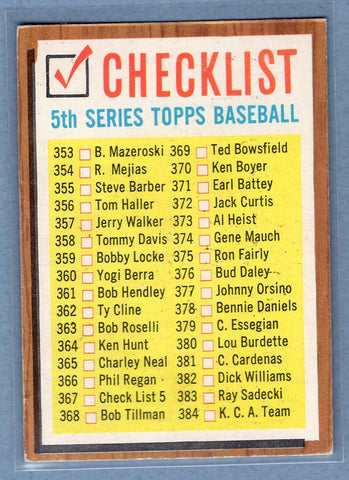 CHECKLIST
5th SERIES TOPPS BASEBALL
353 B. Mazeroski
354 R. Mejias
355 Steve Barber
356 Tom Haller
357 Jerry Walker
358 Tommy Davis
359 Bobby Locke
360 Yogi Berra
361 Bob Hendley
362 Ty Cline
363 Bob Roselli
364 Ken Hunt
365 Charley Neal
366 Phil Regan
367 Check List 5
368 Bob Tillman
369 Ted Bowsfield
370 Ken Boyer
371 Earl Battey
372 Jack Curtis
373 Al Heist
374 Gene Mauch
375 Ron Fairly
376 Bud Daley
377 Johnny Orsino
378 Bennie Daniels
379 C. Essegian
380 Lou Burdette
381 C. Cardenas
382 Dick Williams
383 Ray Sadecki
384 K. C. A. Team